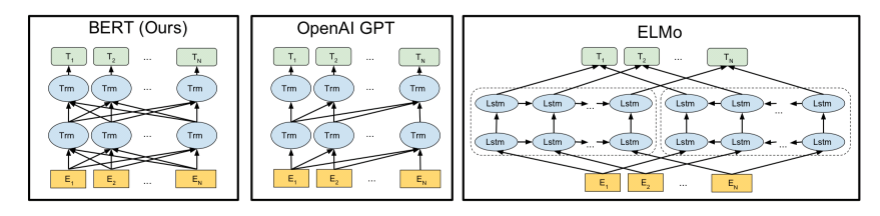 BERT (Ours)
T1 T2 ... TN
Trm Trm ... Trm
Trm Trm ... Trm
E1 E2 ... EN
OpenAI GPT
T1 T2 ... TN
Trm Trm ... Trm
Trm Trm ... Trm
E1 E2 ... EN
ELMo
T1 T2 ... TN
Lstm Lstm ... Lstm Lstm Lstm ... Lstm
Lstm Lstm ... Lstm Lstm Lstm ... Lstm
E1 E2 ... EN